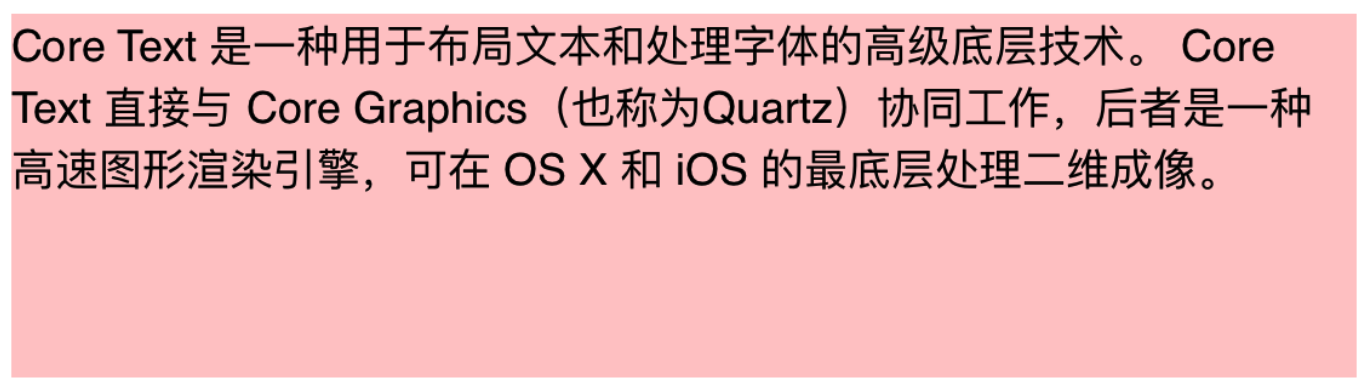 Core Text 是一种用于布局文本和处理字体的高级底层技术。 Core
Text 直接与 Core Graphics（也称为Quartz）协同工作，后者是一种
高速图形渲染引擎，可在 OS X 和 iOS 的最底层处理二维成像。